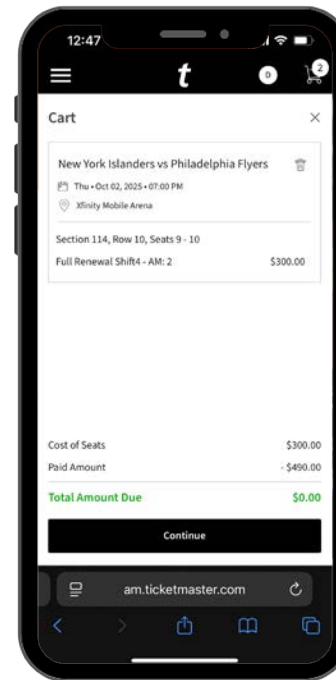 12:47
t
0
2
Cart
New York Islanders vs Philadelphia Flyers
Thu • Oct 02, 2025 • 07:00 PM
Xfinity Mobile Arena
Section 114, Row 10, Seats 9 - 10
Full Renewal Shift4 - AM: 2 $300.00
Cost of Seats $300.00
Paid Amount - $490.00
Total Amount Due $0.00
Continue
am.ticketmaster.com